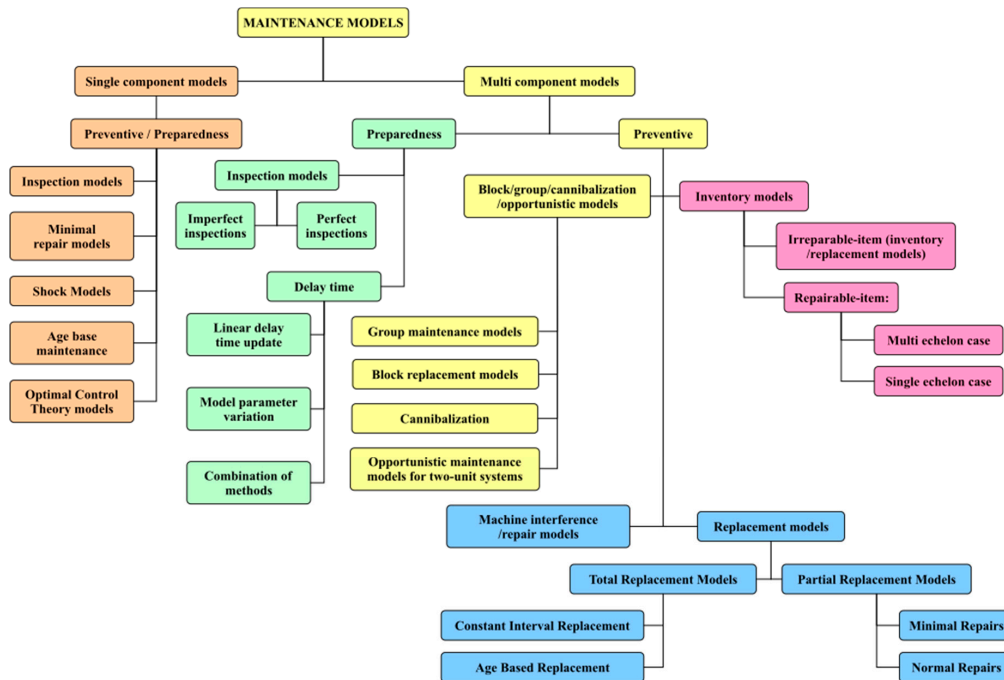 MAINTENANCE MODELS
Single component models
Multi component models
Preventive / Preparedness
Preparedness
Preventive
Inspection models
Minimal
repair models
Shock Models
Age base
maintenance
Optimal Control
Theory models
Inspection models
Imperfect
inspections
Perfect
inspections
Delay time
Linear delay
time update
Model parameter
variation
Combination of
methods
Block/group/cannibalization
/opportunistic models
Group maintenance models
Block replacement models
Cannibalization
Opportunistic maintenance
models for two-unit systems
Inventory models
Irreparable-item (inventory
/replacement models)
Repairable-item:
Multi echelon case
Single echelon case
Machine interference
/repair models
Replacement models
Total Replacement Models
Partial Replacement Models
Constant Interval Replacement
Age Based Replacement
Minimal Repairs
Normal Repairs